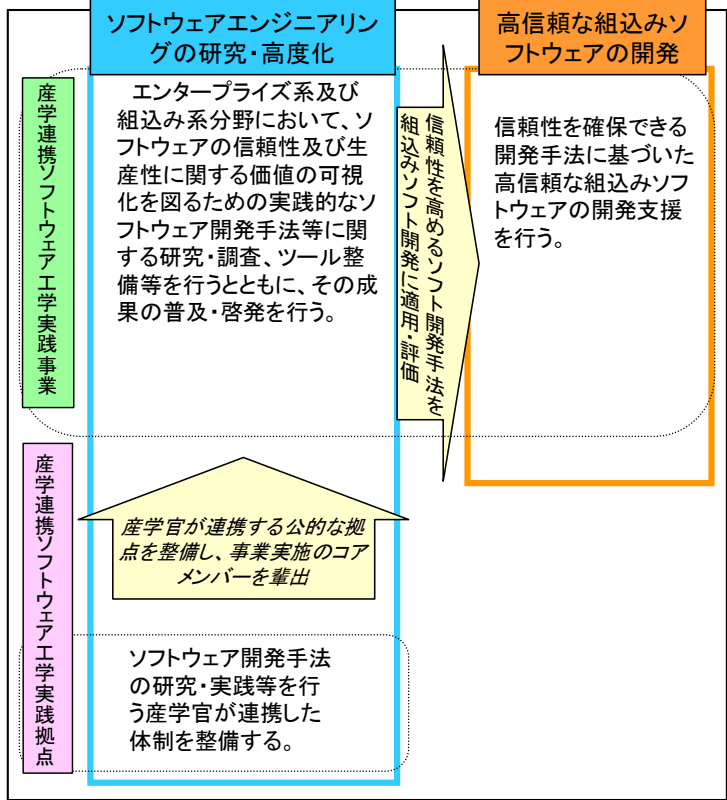 ソフトウェアエンジニアリン
グの研究・高度化
高信頼な組込みソ
フトウェアの開発
産学連携ソフトウェア工学実践事業
エンタープライズ系及び
組込み系分野において、ソ
フトウェアの信頼性及び生
産性に関する価値の可視
化を図るための実践的なソ
フトウェア開発手法等に関
する研究・調査、ツール整
備等を行うとともに、その成
果の普及・啓発を行う。
信頼性を高めるソフト開発手法を
組込みソフト開発に適用・評価
信頼性を確保できる
開発手法に基づいた
高信頼な組込みソフ
トウェアの開発支援
を行う。
産学連携ソフトウェア工学実践拠点
産学官が連携する公的な拠
点を整備し、事業実施のコア
メンバーを輩出
ソフトウェア開発手法
の研究・実践等を行
う産学官が連携した
体制を整備する。